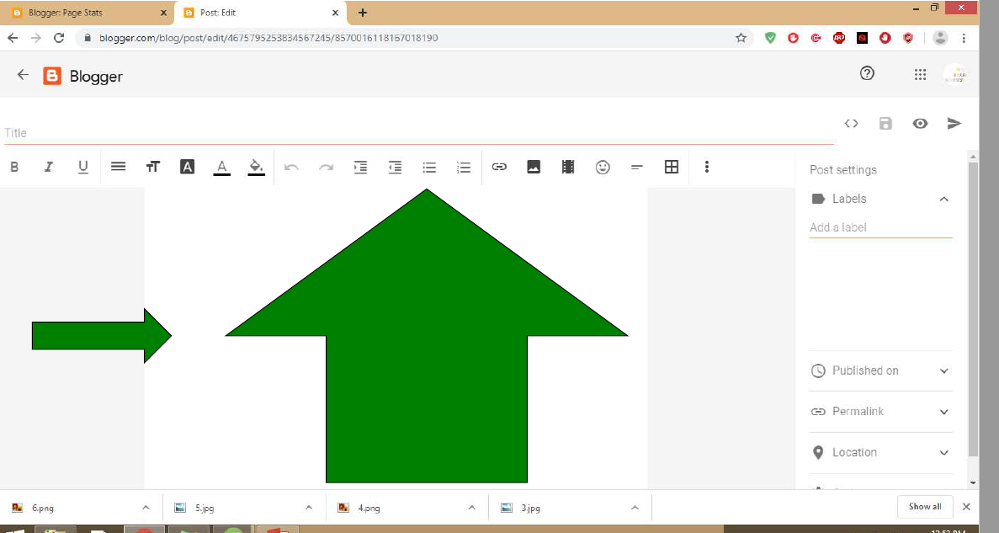 Blogger: Page Stats
Post: Edit
blogger.com/blog/post/edit/4675795253834567245/8570016118167018190
Blogger
Title
Post settings
Labels
Add a label
Published on
Permalink
Location
6.png
5.jpg
4.png
3.jpg
Show all